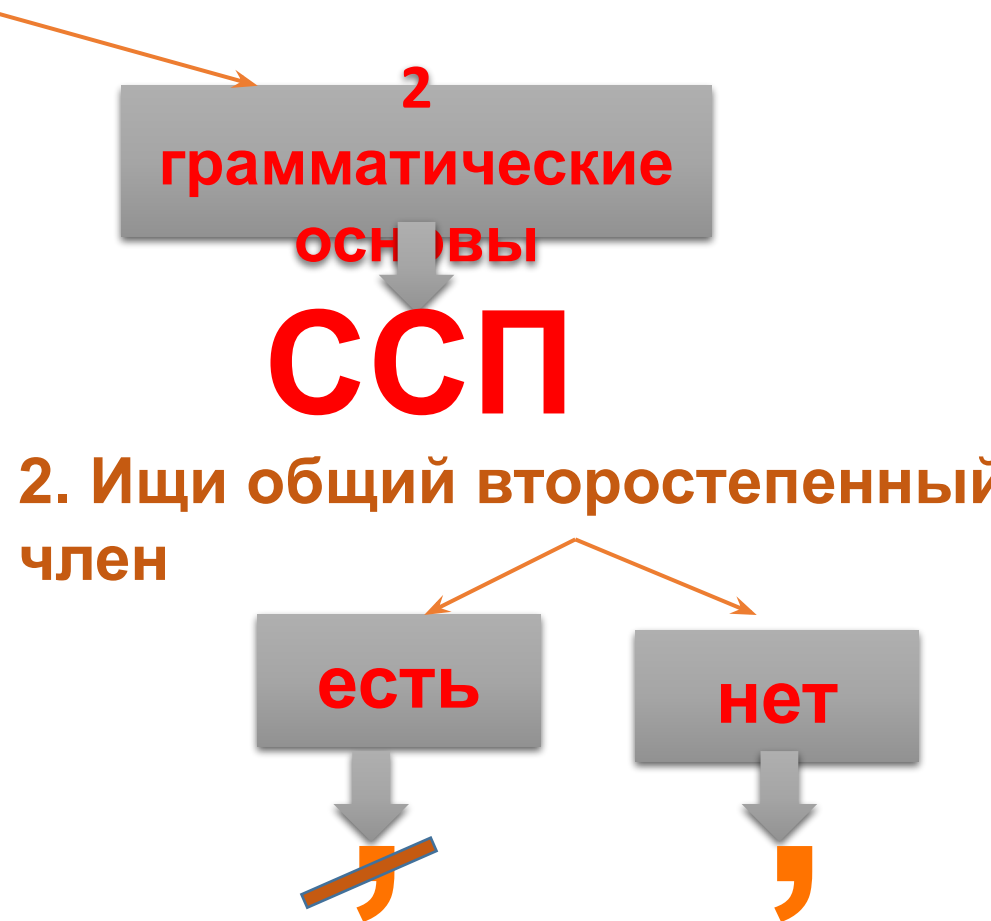 2
грамматические
основы
ССП
2. Ищи общий второстепенный
член
есть
нет
,
,